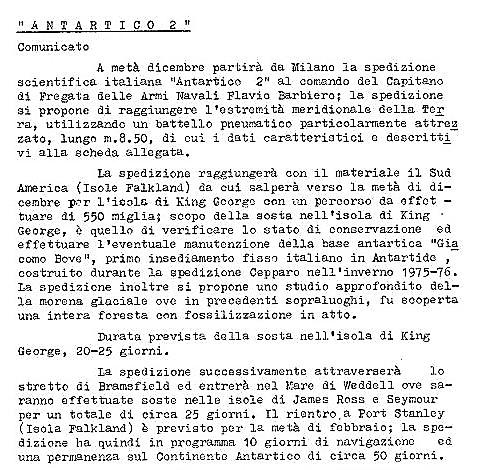 "ANTARTICO 2"
Comunicato
A metà dicembre partirà da Milano la spedizione
scientifica italiana "Antartico 2" al comando del Capitano
di Fregata delle Armi Navali Flavio Barbiero; la spedizione
si propone di raggiungere l'estremità meridionale della Ter
ra, utilizzando un battello pneumatico particolarmente attrez
zato, lungo m.8.50, di cui i dati caratteristici e descritti
vi alla scheda allegata.
La spedizione raggiungerà con il materiale il Sud
America (Isole Falkland) da cui salperà verso la metà di di-
cembre per l'isola di King George con un percorso da effet -
tuare di 550 miglia; scopo della sosta nell'isola di King
George, è quello di verificare lo stato di conservazione ed
effettuare l'eventuale manutenzione della base antartica "Gia
como Bove", primo insediamento fisso italiano in Antartide ,
costruito durante la spedizione Cepparo nell'inverno 1975-76.
La spedizione inoltre si propone uno studio approfondito del-
la morena glaciale ove in precedenti sopraluoghi, fu scoperta
una intera foresta con fossilizzazione in atto.
Durata prevista della sosta nell'isola di King
George, 20-25 giorni.
La spedizione successivamente attraverserà lo
stretto di Bramsfield ed entrerà nel Mare di Weddell ove sa-
ranno effettuate soste nelle isole di James Ross e Seymour
per un totale di circa 25 giorni. Il rientro a Port Stanley
(Isola Falkland) è previsto per la metà di febbraio; la spe-
dizione ha quindi in programma 10 giorni di navigazione ed
una permanenza sul Continente Antartico di circa 50 giorni.